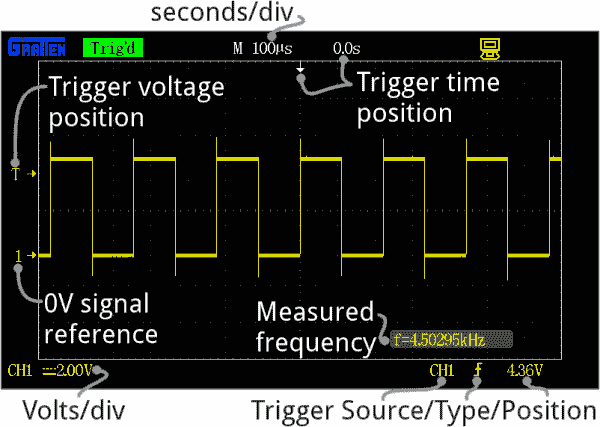 seconds/div
GRATTEN Trig'd M 100μs 0.0s
Trigger voltage
position
Trigger time
position
T
1
0V signal
reference
Measured
frequency
f=4.50295kHz
CH1 2.00V CH1 4.36V
Volts/div
Trigger Source/Type/Position